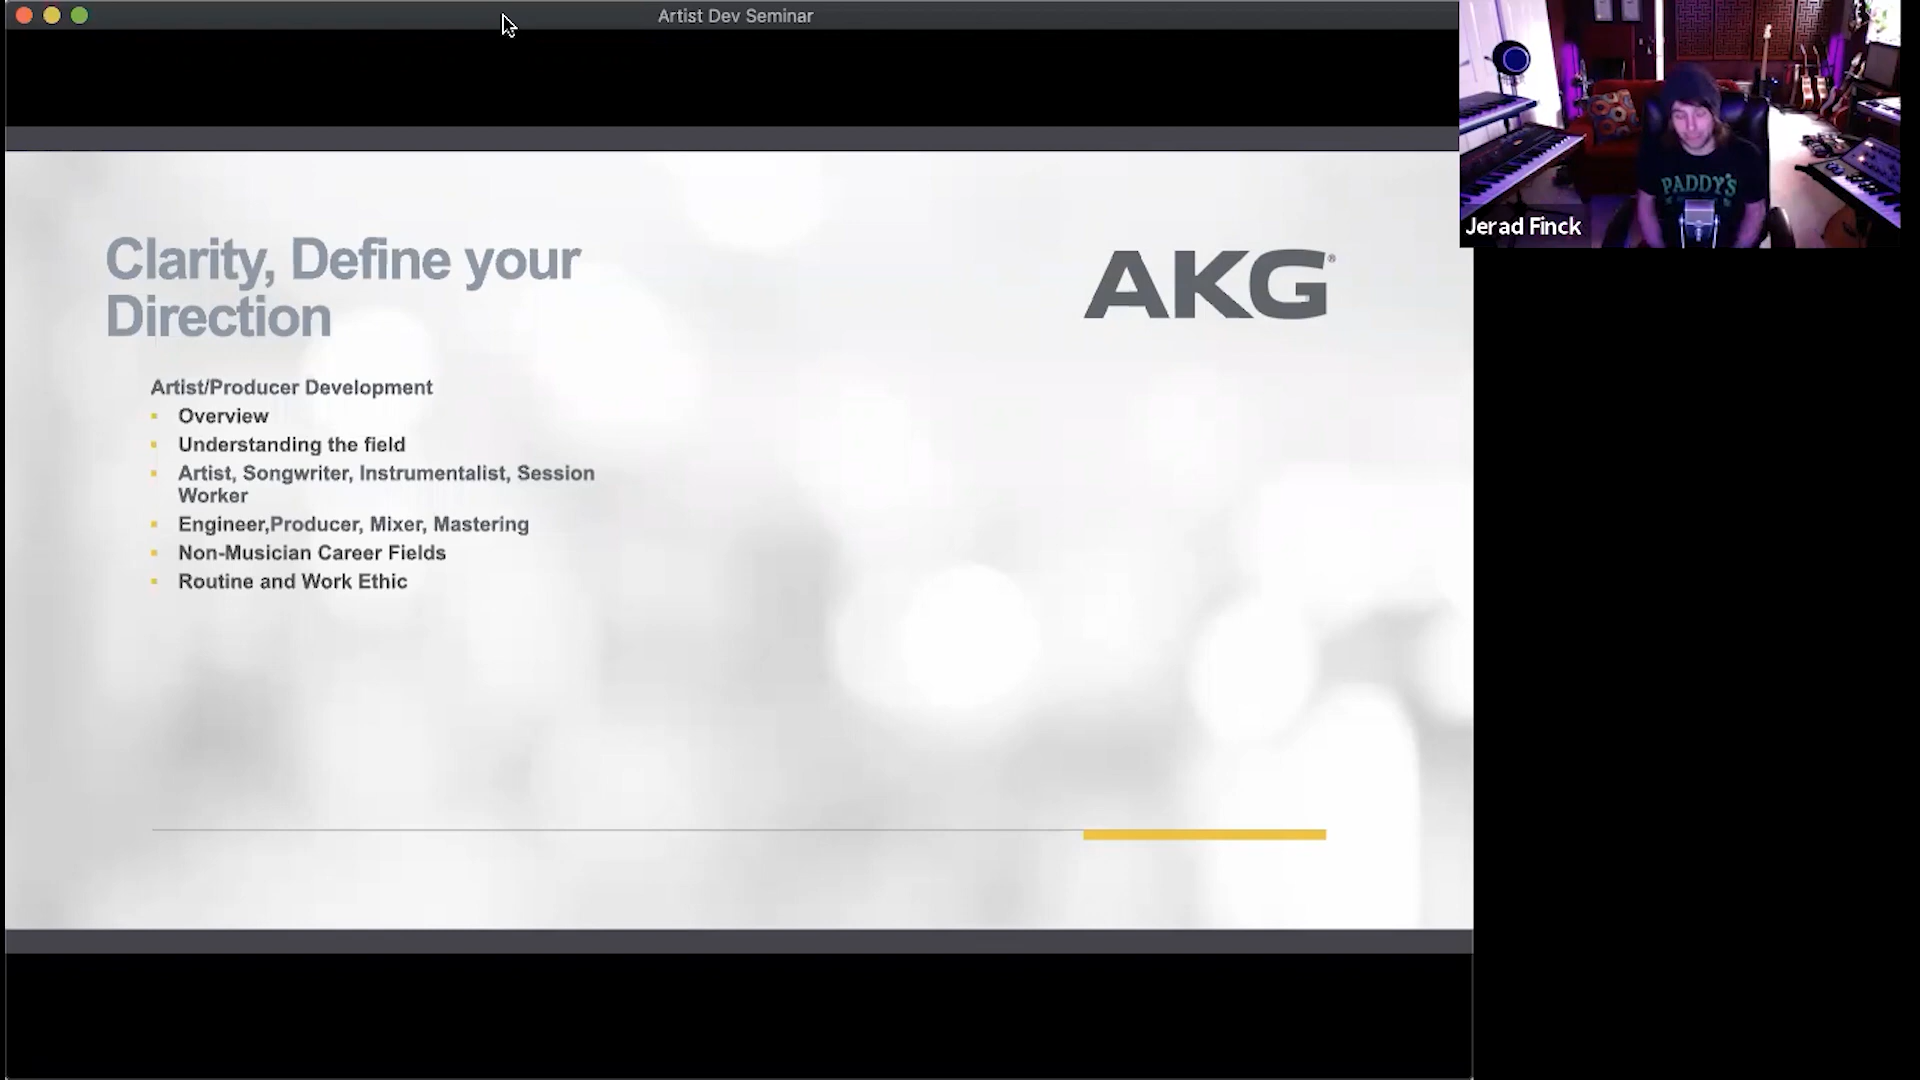 Artist Dev Seminar
Clarity, Define your
Direction
AKG®
Artist/Producer Development
▪ Overview
▪ Understanding the field
▪ Artist, Songwriter, Instrumentalist, Session
Worker
▪ Engineer,Producer, Mixer, Mastering
▪ Non-Musician Career Fields
▪ Routine and Work Ethic
PADDY'S
Jerad Finck